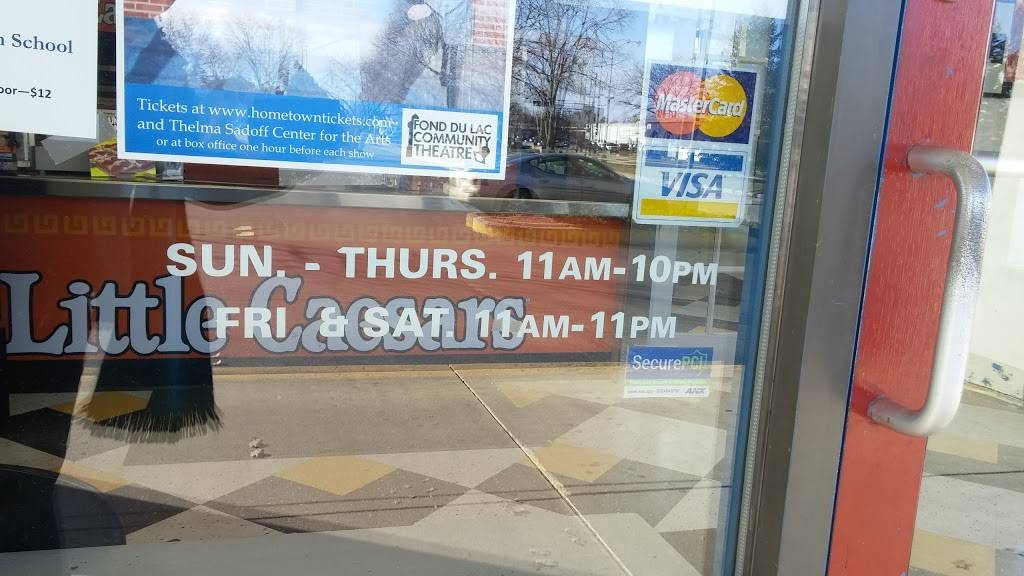 n School
oor—$12
Tickets at www.hometowntickets.com
and Thelma Sadoff Center for the Arts
or at box office one hour before each show
FOND DU LAC
COMMUNITY
THEATRE
MasterCard
VISA
SUN. - THURS. 11AM-10PM
FRI. & SAT. 11AM-11PM
Little Caesars
SecurePCI